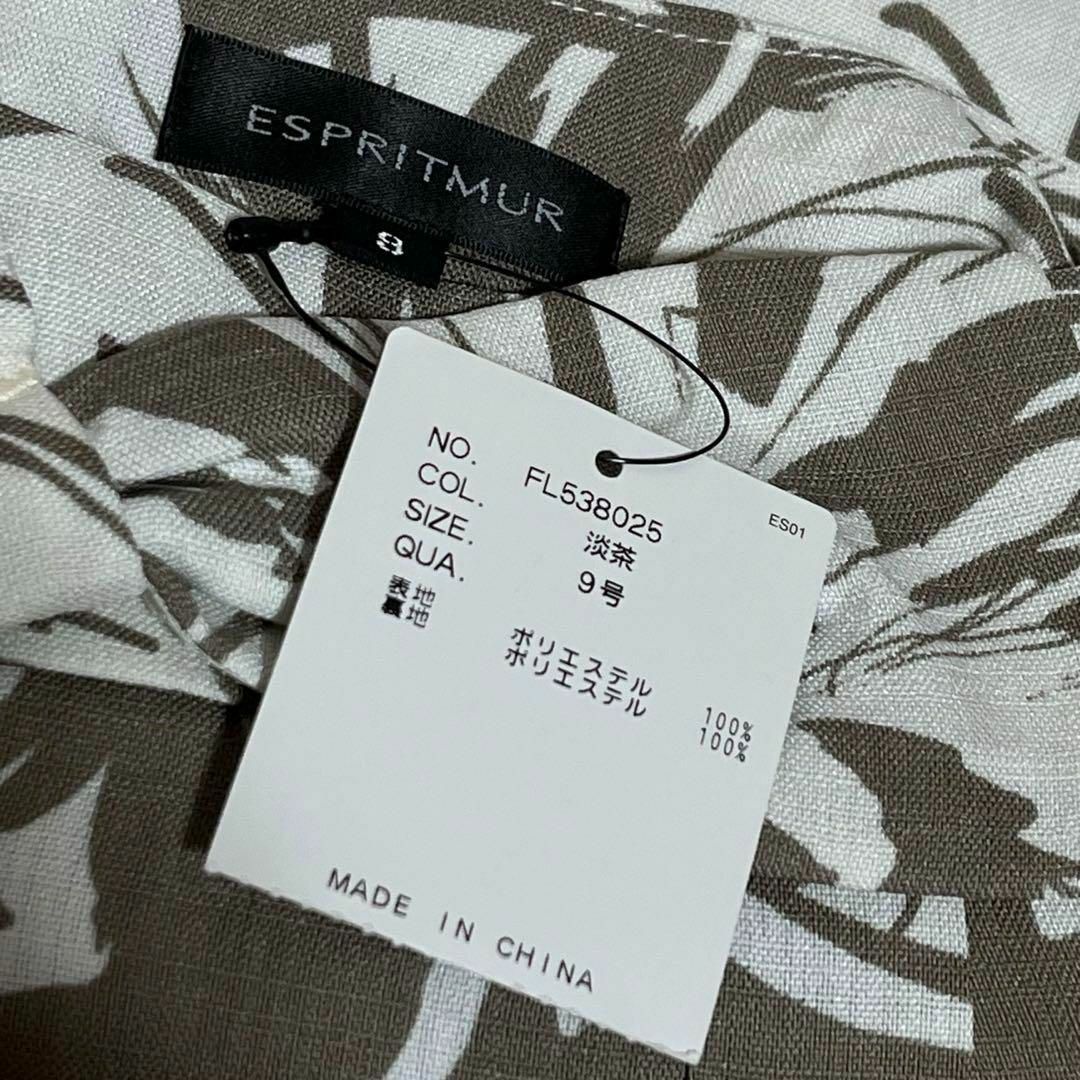 ESPRITMUR
9
ES01
NO. FL538025
COL. 淡茶
SIZE. 9号
QUA.
表地 ポリエステル 100%
裏地 ポリエステル 100%
MADE IN CHINA